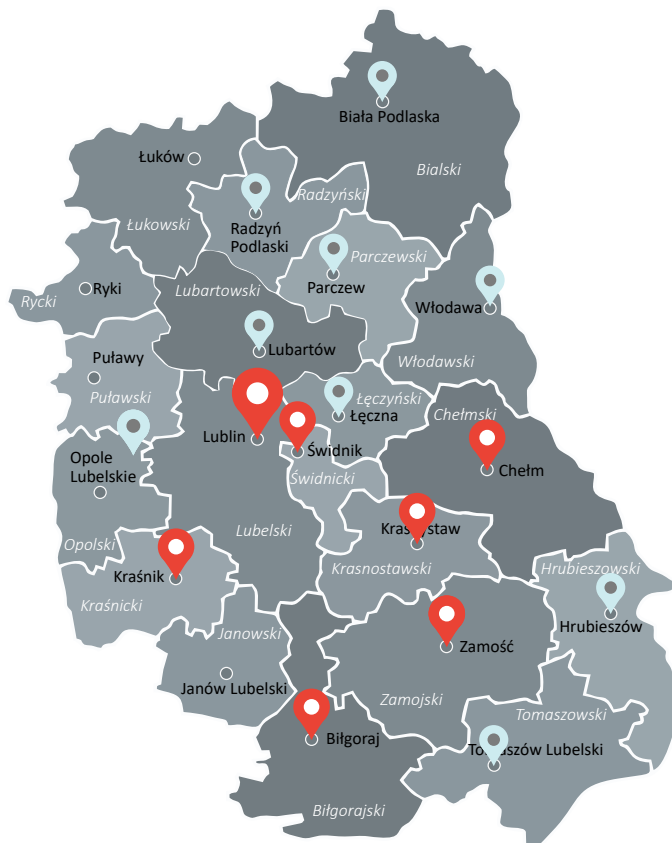 Biała Podlaska
Bialski
Łuków
Łukowski
Radzyński
Radzyń
Podlaski
Parczewski
Parczew
Rycki
Ryki
Lubartowski
Włodawa
Włodawski
Lubartów
Puławy
Puławski
Łęczyński
Łęczna
Chełmski
Lublin
Świdnik
Opole
Lubelskie
Świdnicki
Chełm
Krasnystaw
Opolski
Lubelski
Krasnostawski
Hrubieszowski
Kraśnik
Kraśnicki
Hrubieszów
Janowski
Zamość
Janów Lubelski
Zamojski
Tomaszowski
Biłgoraj
Tomaszów Lubelski
Biłgorajski